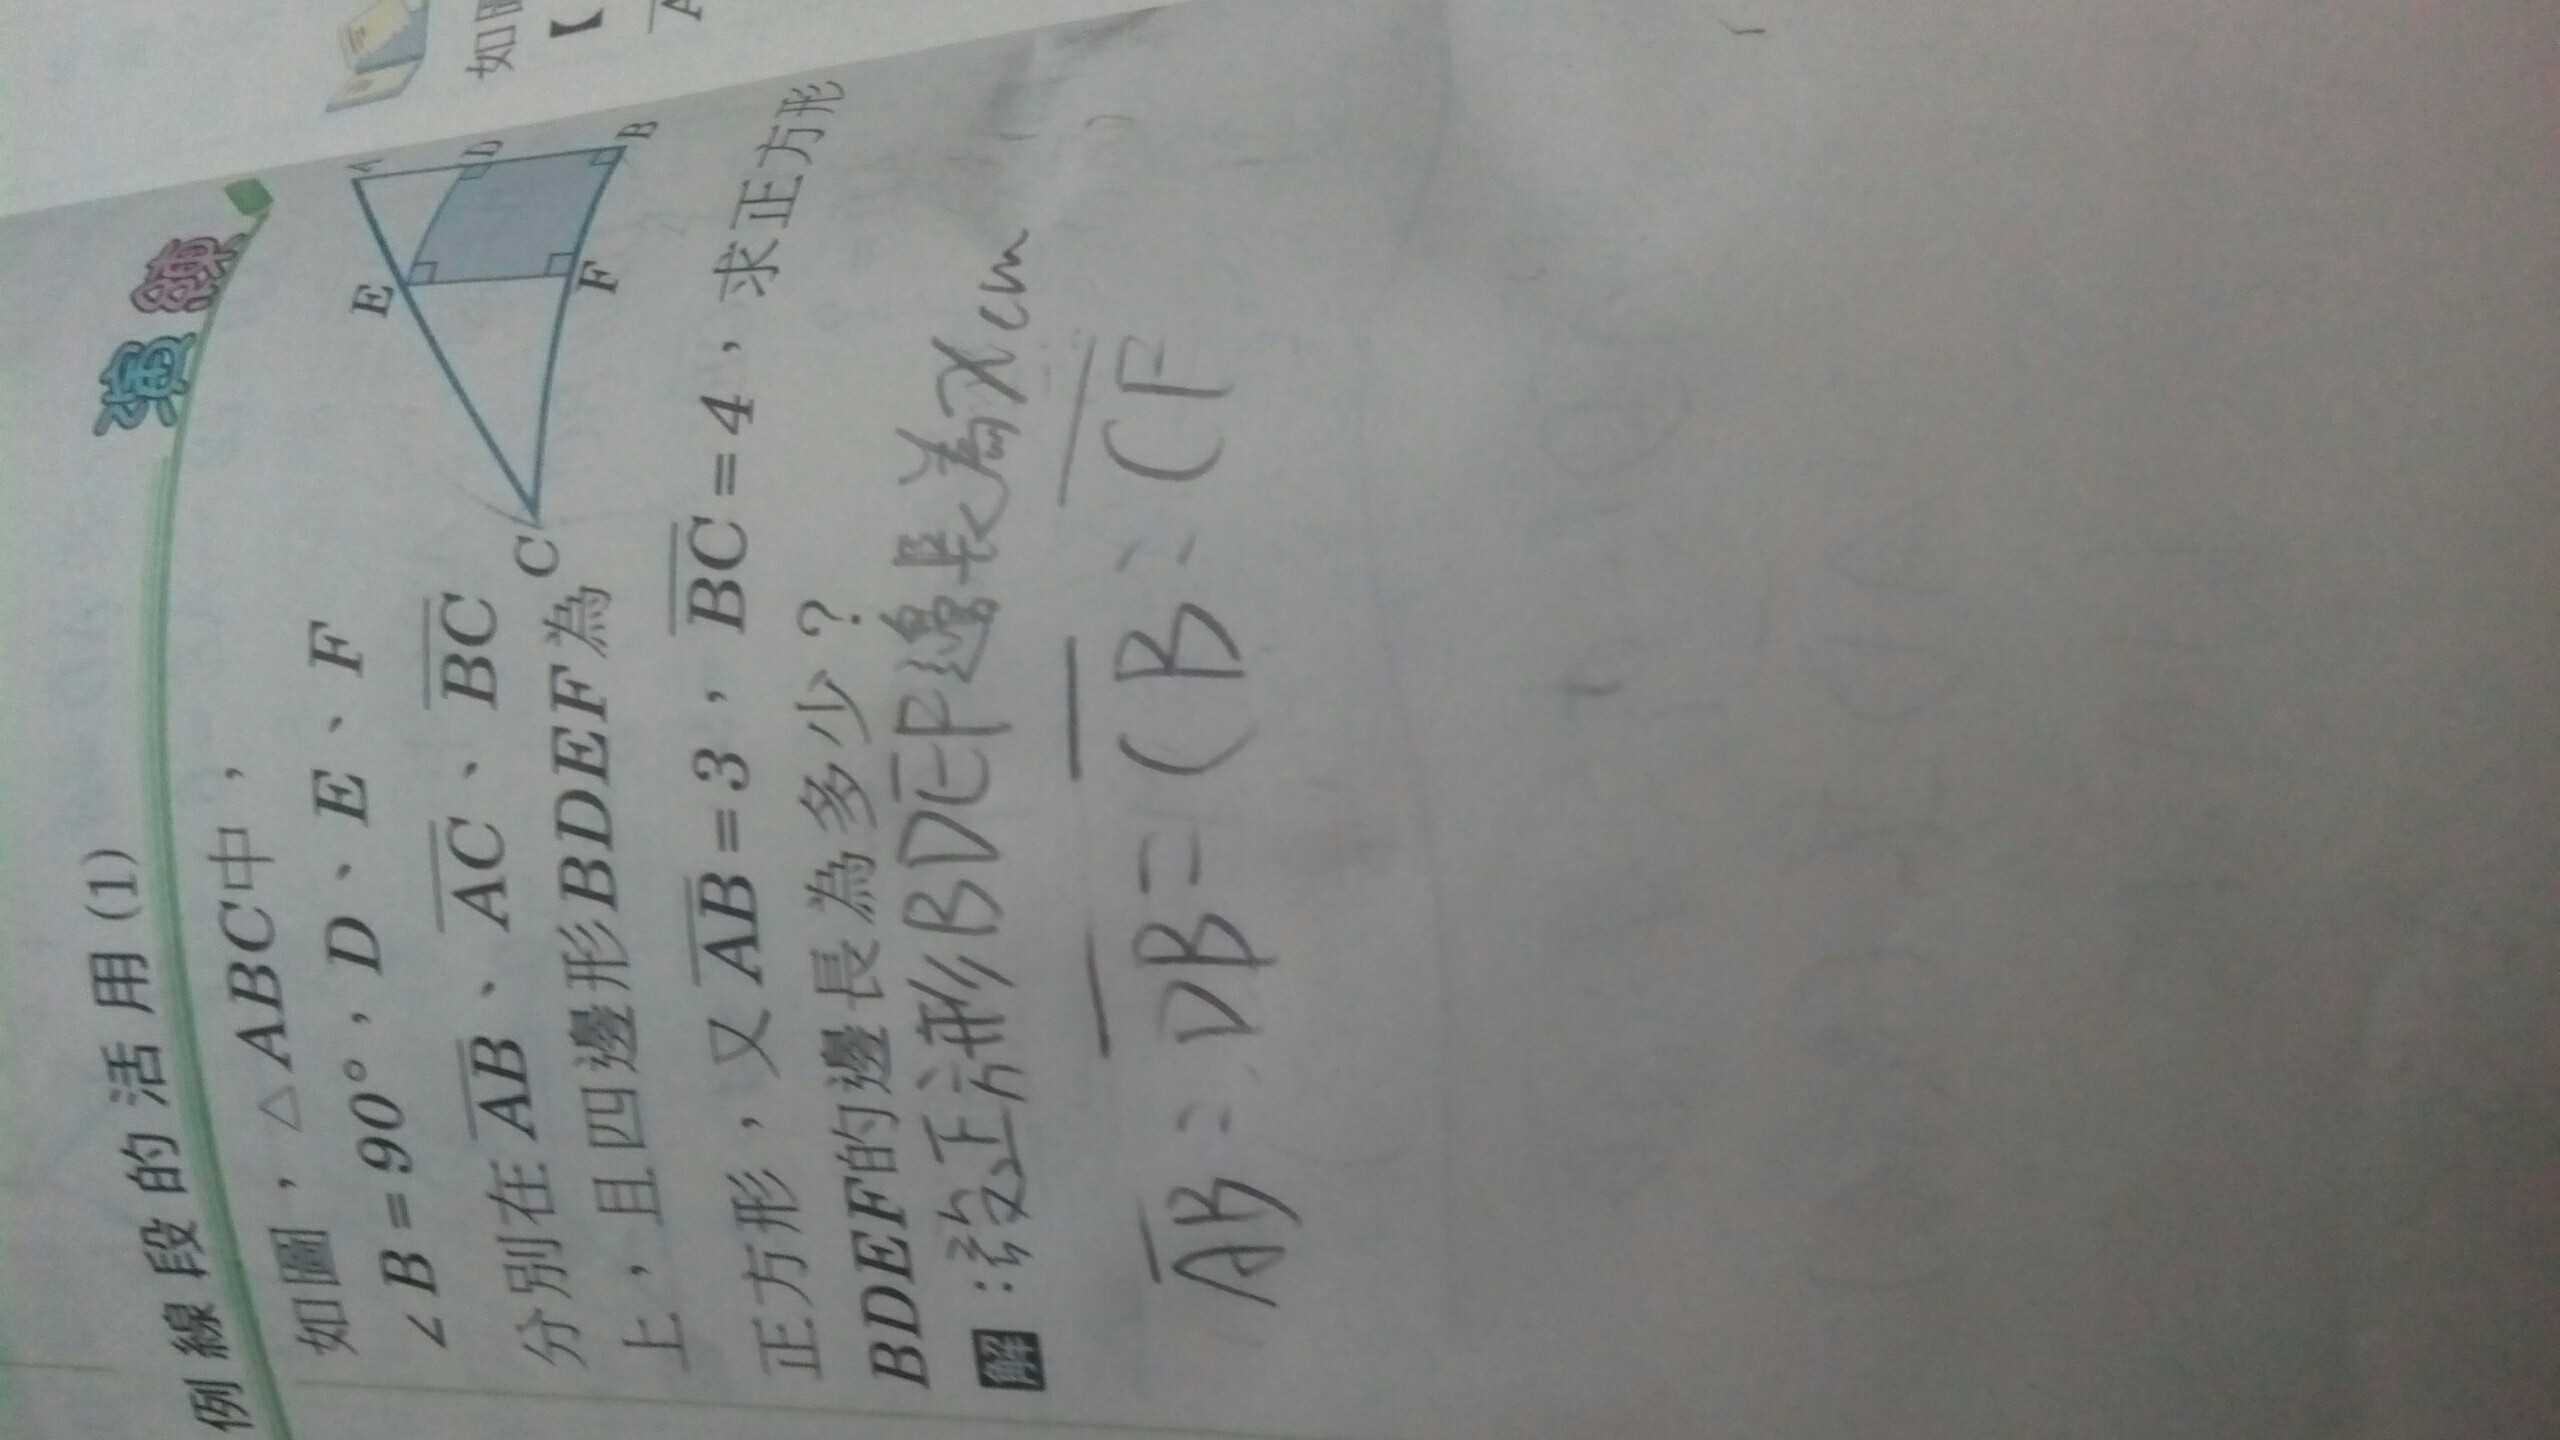 例線段的活用(1)
演練
如圖，△ABC中，
∠B=90°，D、E、F
分別在AB、AC、BC
上，且四邊形BDEF為
正方形，又AB=3，BC=4，求正方形
BDEF的邊長為多少？
A
D
B
E
F
C
解：設正方形BDEF邊長為xcm
AB:DB=CB:CF
如圖
【
A